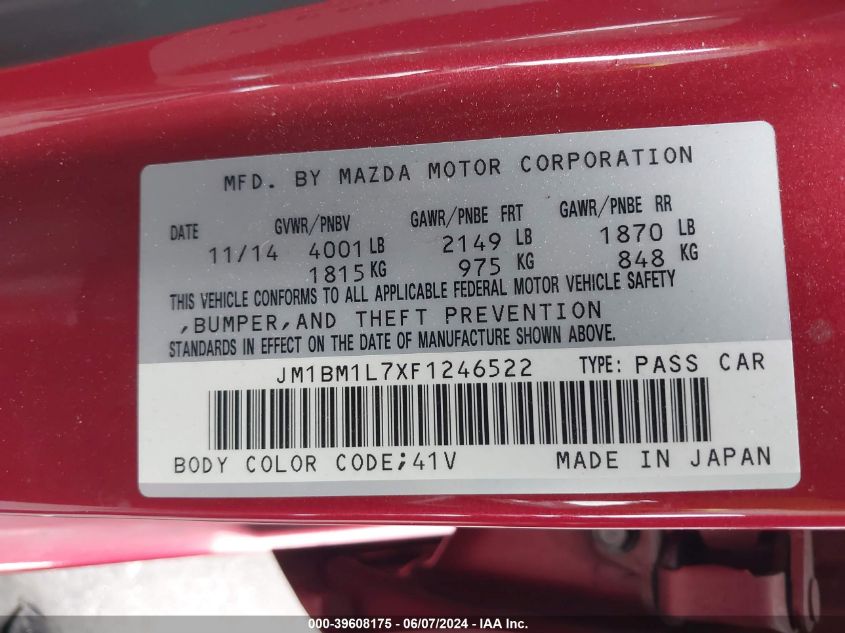 MFD. BY MAZDA MOTOR CORPORATION
DATE GVWR/PNBV GAWR/PNBE FRT GAWR/PNBE RR
11/14 4001 LB 2149 LB 1870 LB
1815 KG 975 KG 848 KG
THIS VEHICLE CONFORMS TO ALL APPLICABLE FEDERAL MOTOR VEHICLE SAFETY
,BUMPER,AND THEFT PREVENTION
STANDARDS IN EFFECT ON THE DATE OF MANUFACTURE SHOWN ABOVE.
JM1BM1L7XF1246522 TYPE: PASS CAR
BODY COLOR CODE;41V MADE IN JAPAN
000-39608175 - 06/07/2024 - IAA Inc.